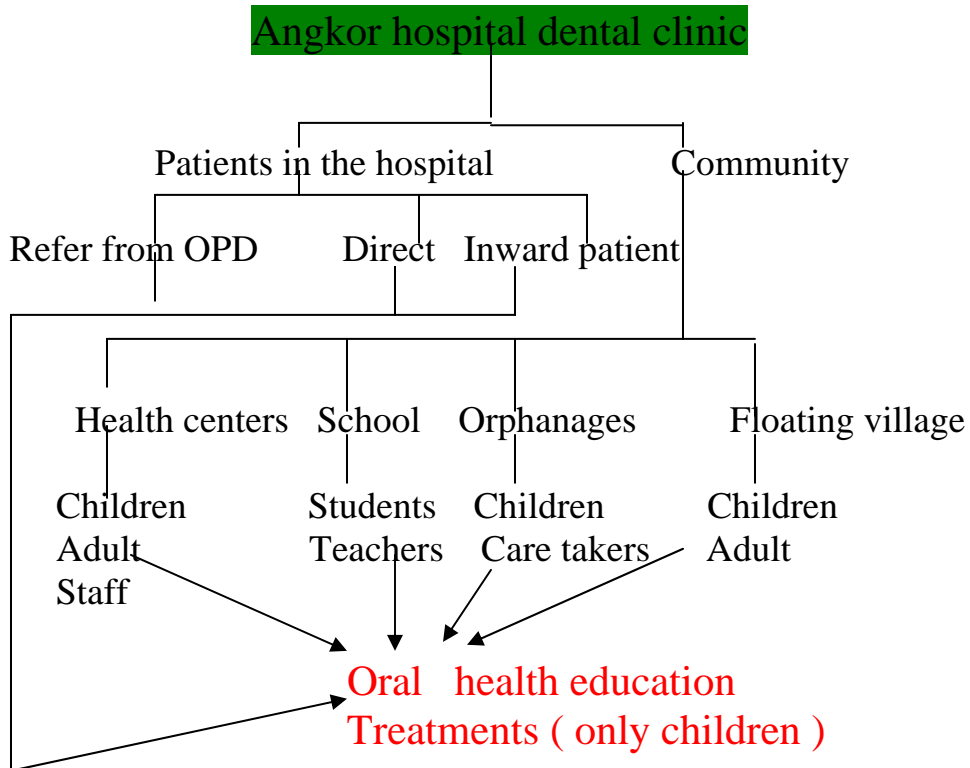 Angkor hospital dental clinic
Patients in the hospital
Community
Refer from OPD
Direct
Inward patient
Health centers
School
Orphanages
Floating village
Children
Adult
Staff
Students
Teachers
Children
Care takers
Children
Adult
Oral health education
Treatments ( only children )